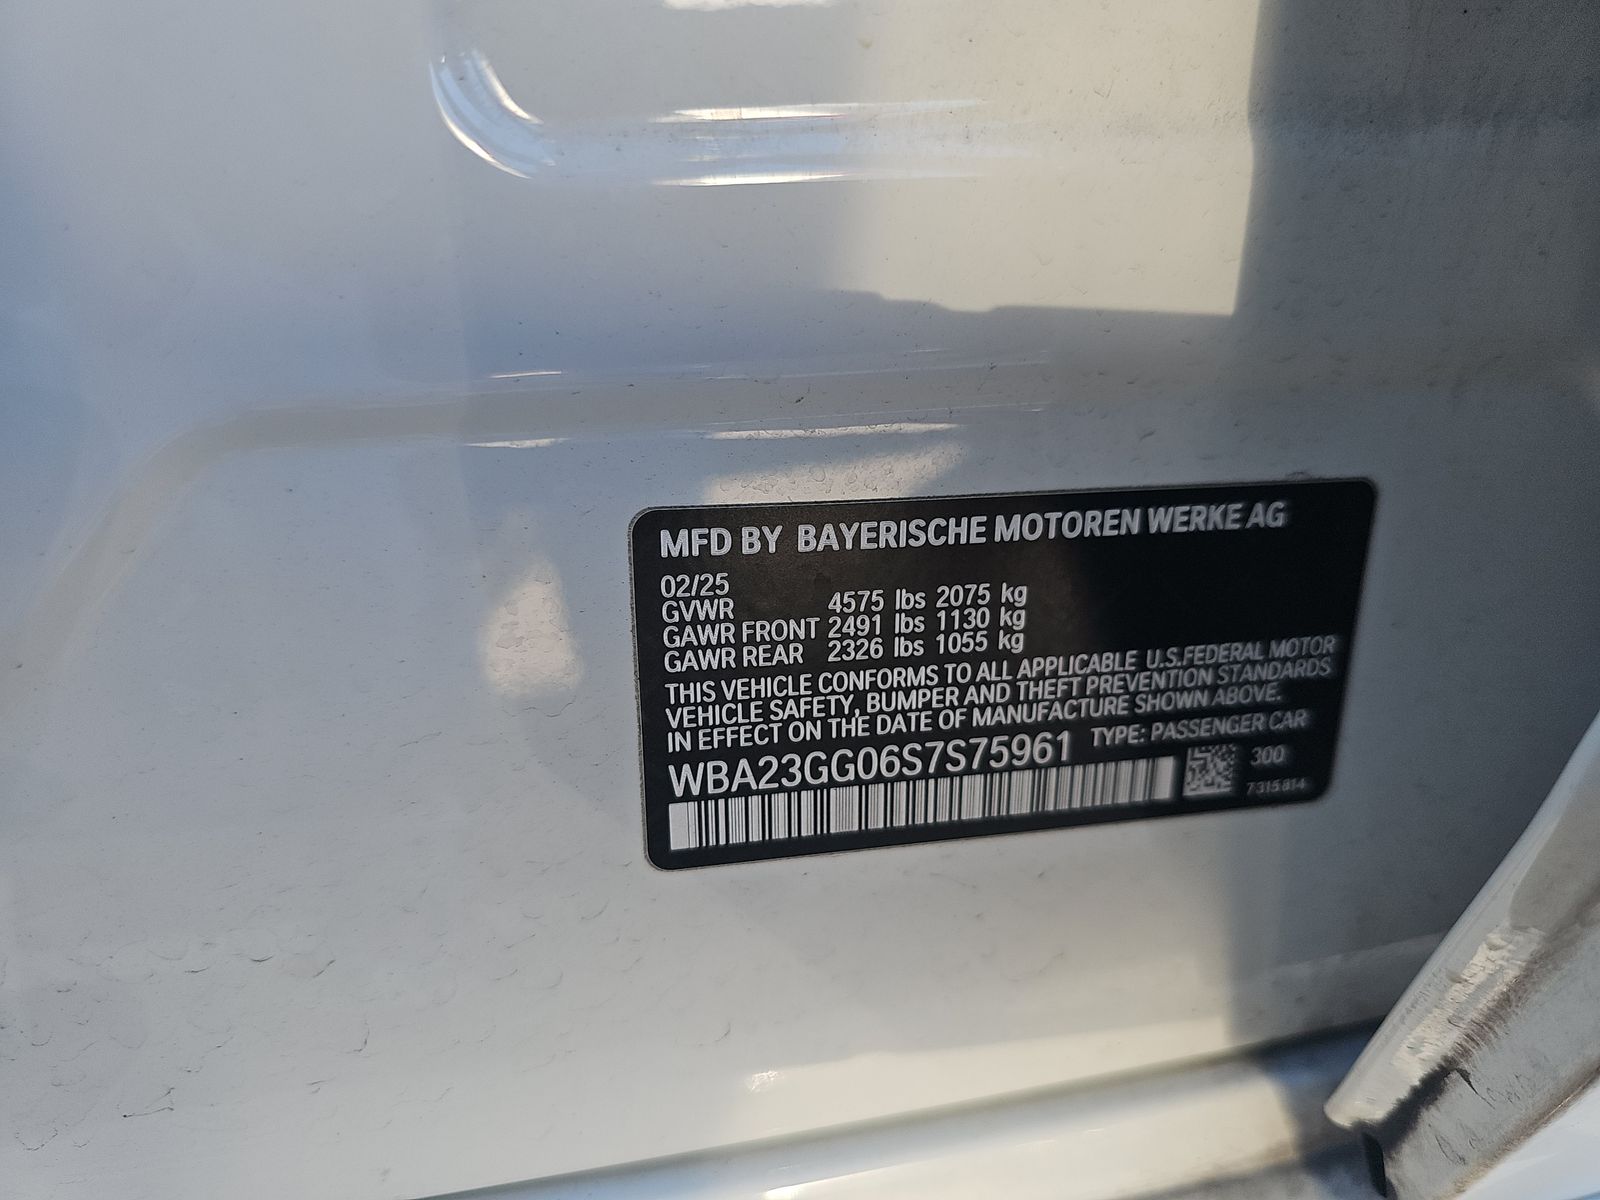 MFD BY BAYERISCHE MOTOREN WERKE AG
02/25
GVWR 4575 lbs 2075 kg
GAWR FRONT 2491 lbs 1130 kg
GAWR REAR 2326 lbs 1055 kg
THIS VEHICLE CONFORMS TO ALL APPLICABLE U.S.FEDERAL MOTOR
VEHICLE SAFETY, BUMPER AND THEFT PREVENTION STANDARDS
IN EFFECT ON THE DATE OF MANUFACTURE SHOWN ABOVE.
WBA23GG06S7S75961 TYPE: PASSENGER CAR
300
7315814